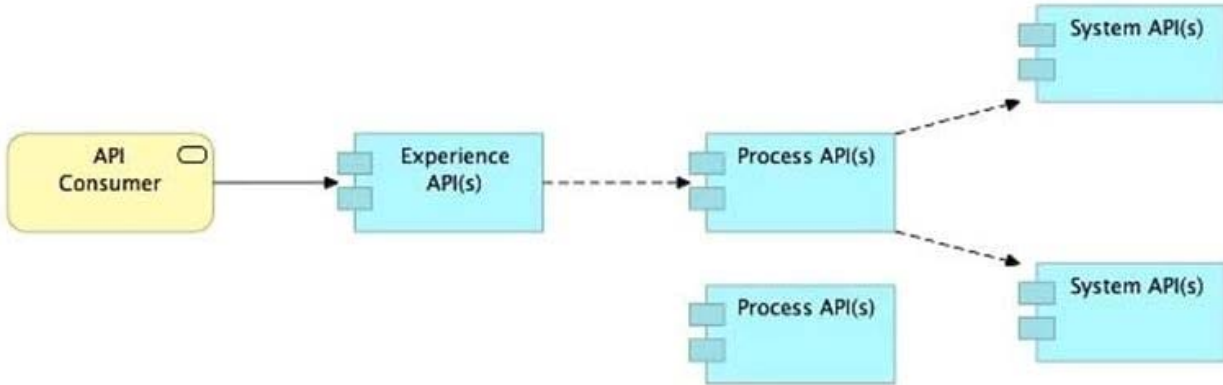 API
Consumer
Experience
API(s)
Process API(s)
System API(s)
System API(s)
Process API(s)